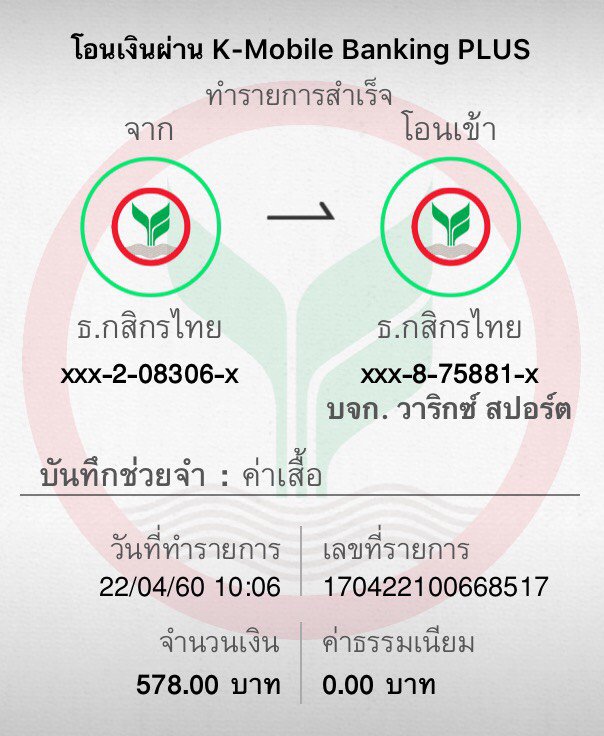 โอนเงินผ่าน K-Mobile Banking PLUS
ทำรายการสำเร็จ
จาก
โอนเข้า
ธ.กสิกรไทย
ธ.กสิกรไทย
xxx-2-08306-x
xxx-8-75881-x
บจก. วาริกซ์ สปอร์ต
บันทึกช่วยจำ : ค่าเสื้อ
วันที่ทำรายการ
เลขที่รายการ
22/04/60 10:06
170422100668517
จำนวนเงิน
ค่าธรรมเนียม
578.00 บาท
0.00 บาท